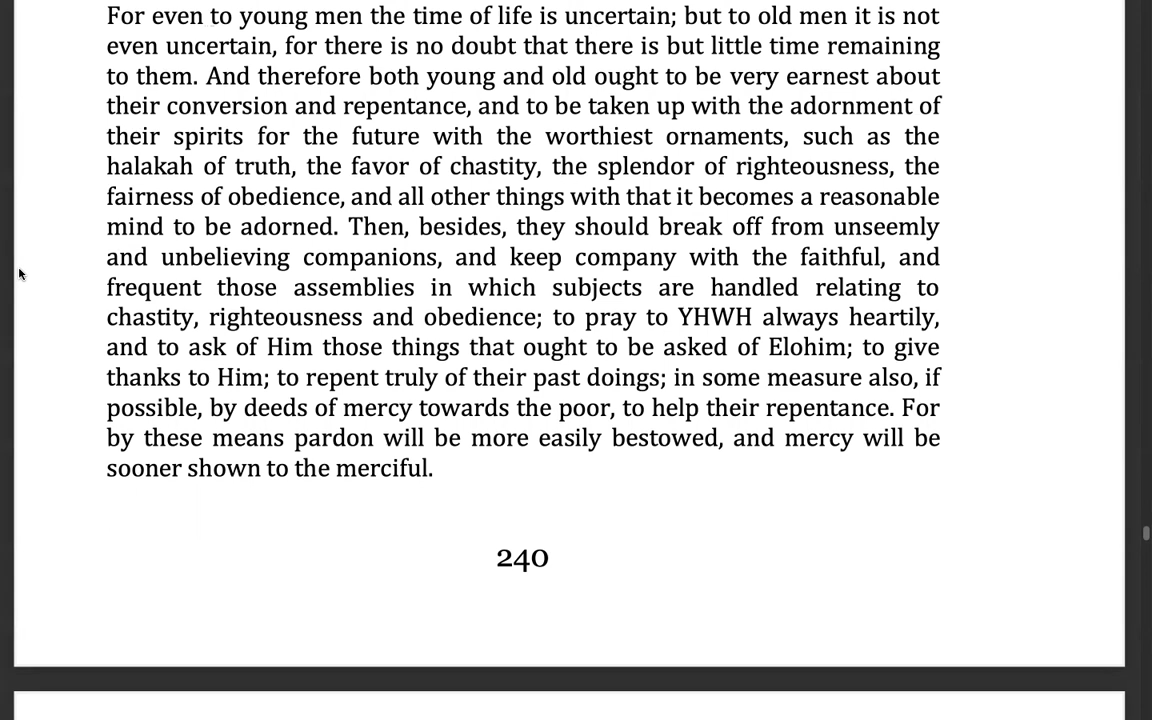 For even to young men the time of life is uncertain; but to old men it is not
even uncertain, for there is no doubt that there is but little time remaining
to them. And therefore both young and old ought to be very earnest about
their conversion and repentance, and to be taken up with the adornment of
their spirits for the future with the worthiest ornaments, such as the
halakah of truth, the favor of chastity, the splendor of righteousness, the
fairness of obedience, and all other things with that it becomes a reasonable
mind to be adorned. Then, besides, they should break off from unseemly
and unbelieving companions, and keep company with the faithful, and
frequent those assemblies in which subjects are handled relating to
chastity, righteousness and obedience; to pray to YHWH always heartily,
and to ask of Him those things that ought to be asked of Elohim; to give
thanks to Him; to repent truly of their past doings; in some measure also, if
possible, by deeds of mercy towards the poor, to help their repentance. For
by these means pardon will be more easily bestowed, and mercy will be
sooner shown to the merciful.
240